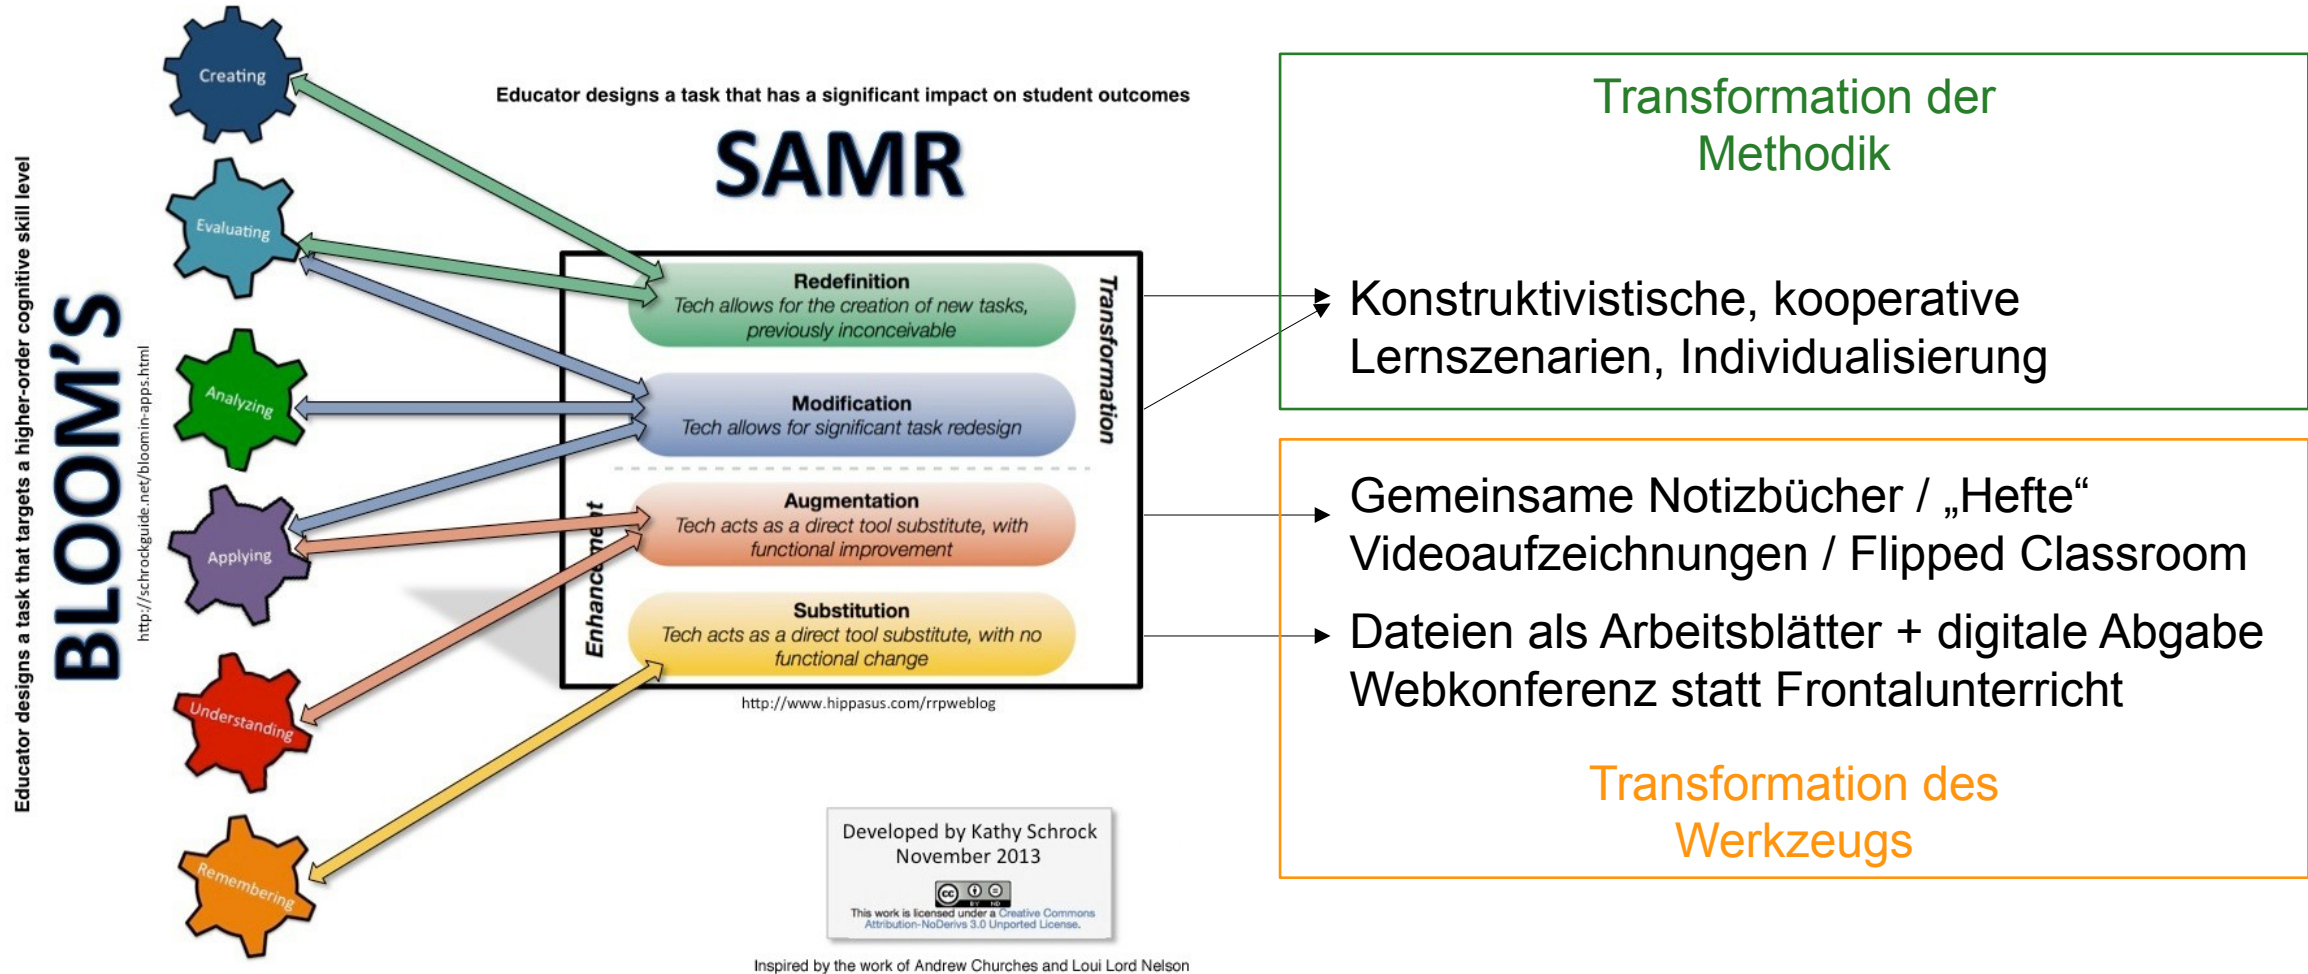 Educator designs a task that targets a higher-order cognitive skill level
BLOOM'S
http://schrockguide.net/bloomin-apps.html
Creating
Evaluating
Analyzing
Applying
Understanding
Remembering
Educator designs a task that has a significant impact on student outcomes
SAMR
Redefinition
Tech allows for the creation of new tasks,
previously inconceivable
Modification
Tech allows for significant task redesign
Augmentation
Tech acts as a direct tool substitute, with
functional improvement
Substitution
Tech acts as a direct tool substitute, with no
functional change
Transformation
Enhancement
http://www.hippasus.com/rrpweblog
Developed by Kathy Schrock
November 2013
cc
BY ND
This work is licensed under a Creative Commons
Attribution-NoDerivs 3.0 Unported License.
Inspired by the work of Andrew Churches and Loui Lord Nelson
Transformation der
Methodik
Konstruktivistische, kooperative
Lernszenarien, Individualisierung
Gemeinsame Notizbücher / „Hefte“
Videoaufzeichnungen / Flipped Classroom
Dateien als Arbeitsblätter + digitale Abgabe
Webkonferenz statt Frontalunterricht
Transformation des
Werkzeugs